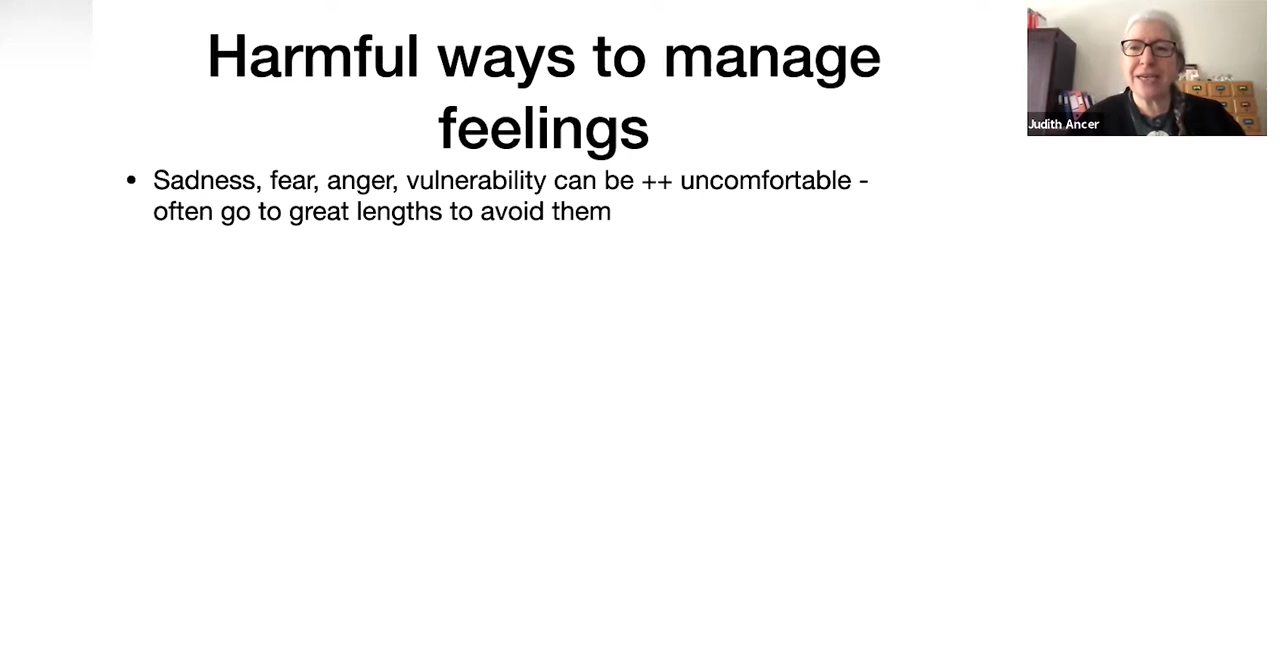 Harmful ways to manage
feelings
• Sadness, fear, anger, vulnerability can be ++ uncomfortable -
often go to great lengths to avoid them
Judith Ancer